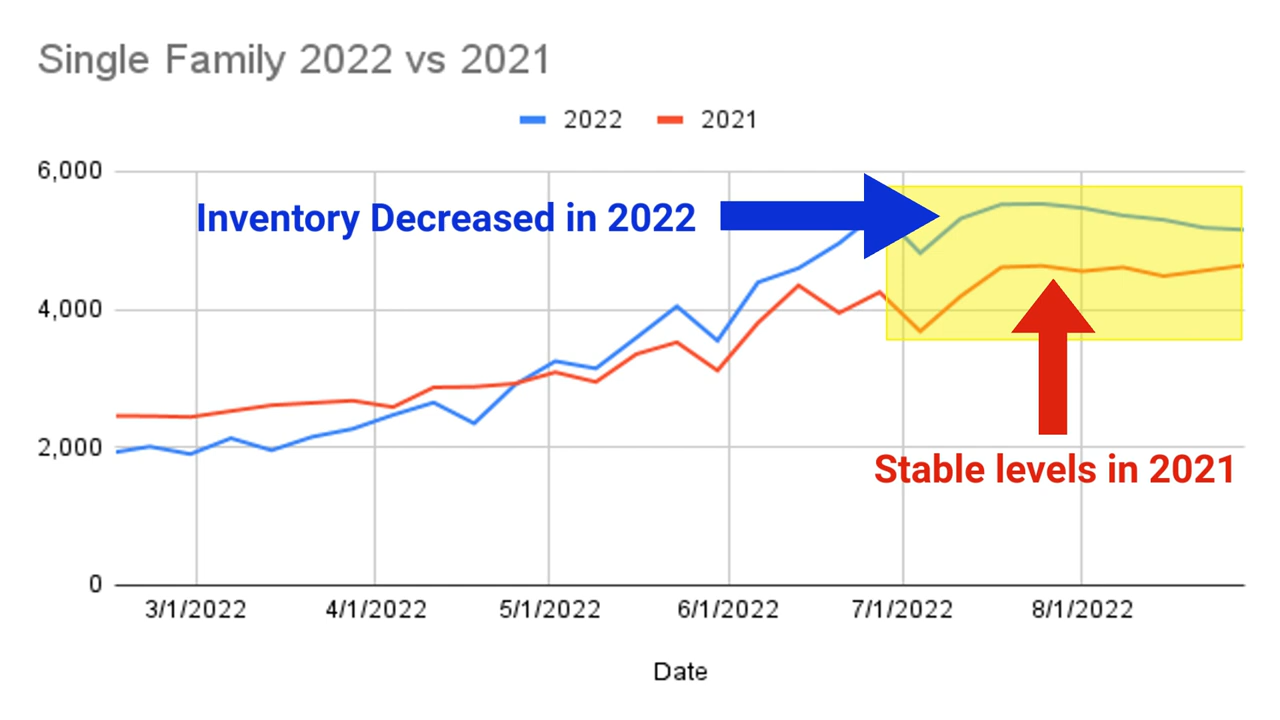 Single Family 2022 vs 2021
2022 2021
6,000
Inventory Decreased in 2022
4,000
2,000
Stable levels in 2021
0
3/1/2022 4/1/2022 5/1/2022 6/1/2022 7/1/2022 8/1/2022
Date